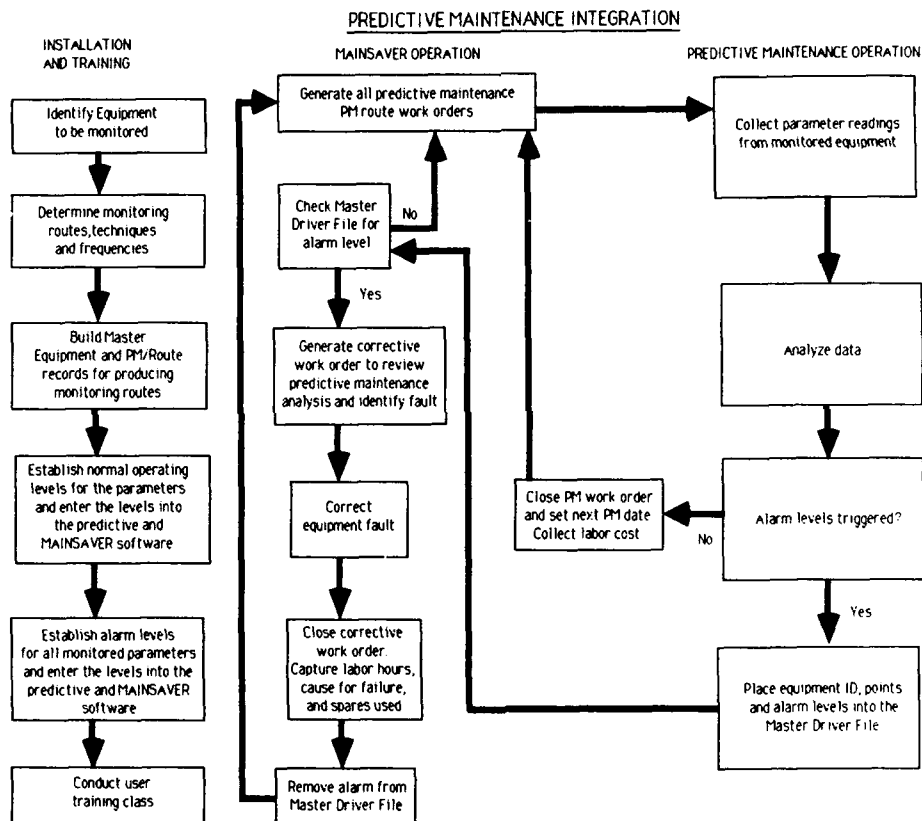 PREDICTIVE MAINTENANCE INTEGRATION
INSTALLATION
AND TRAINING
Identify Equipment
to be monitored
Determine monitoring
routes, techniques
and frequencies
Build Master
Equipment and PM/Route
records for producing
monitoring routes
Establish normal operating
levels for the parameters
and enter the levels into
the predictive and
MAINSAVER software
Establish alarm levels
for all monitored parameters
and enter the levels into the
predictive and MAINSAVER
software
Conduct user
training class
MAINSAVER OPERATION
Generate all predictive maintenance
PM route work orders
Check Master
Driver File for
alarm level
No
Yes
Generate corrective
work order to review
predictive maintenance
analysis and identify fault
Correct
equipment fault
Close corrective
work order.
Capture labor hours,
cause for failure,
and spares used
Remove alarm from
Master Driver File
PREDICTIVE MAINTENANCE OPERATION
Collect parameter readings
from monitored equipment
Analyze data
Alarm levels triggered?
No
Close PM work order
and set next PM date
Collect labor cost
Yes
Place equipment ID, points
and alarm levels into the
Master Driver File